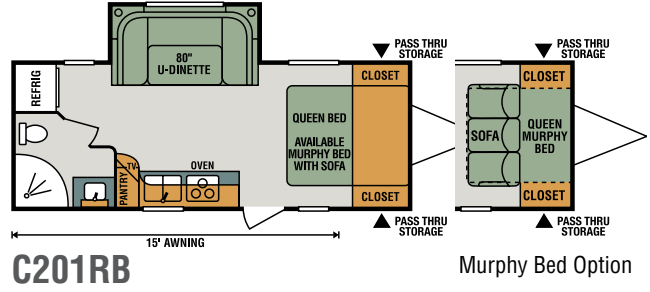 80"
U-DINETTE
PASS THRU
STORAGE
PASS THRU
STORAGE
REFRIG
CLOSET
CLOSET
QUEEN BED
AVAILABLE
MURPHY BED
WITH SOFA
SOFA
QUEEN
MURPHY
BED
TV
OVEN
PANTRY
CLOSET
CLOSET
PASS THRU
STORAGE
PASS THRU
STORAGE
15' AWNING
C201RB
Murphy Bed Option